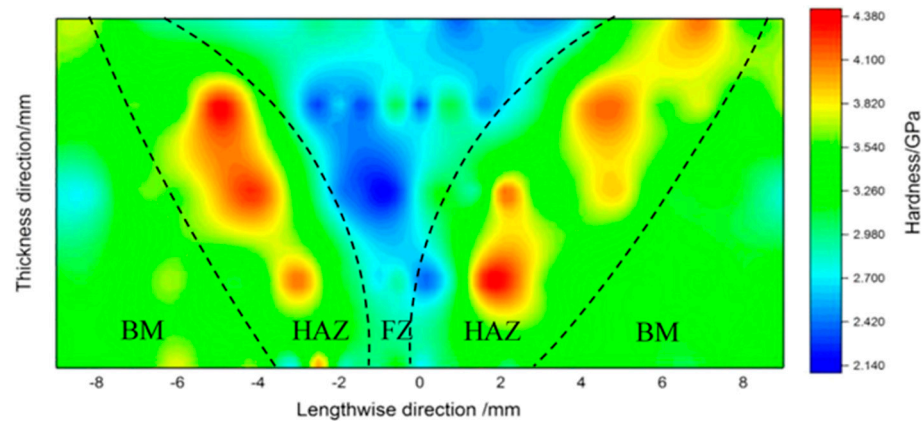 4.380
4.100
3.820
3.540
3.260
2.980
2.700
2.420
2.140
Hardness/GPa
Thickness direction/mm
BM HAZ FZ HAZ BM
-8 -6 -4 -2 0 2 4 6 8
Lengthwise direction /mm